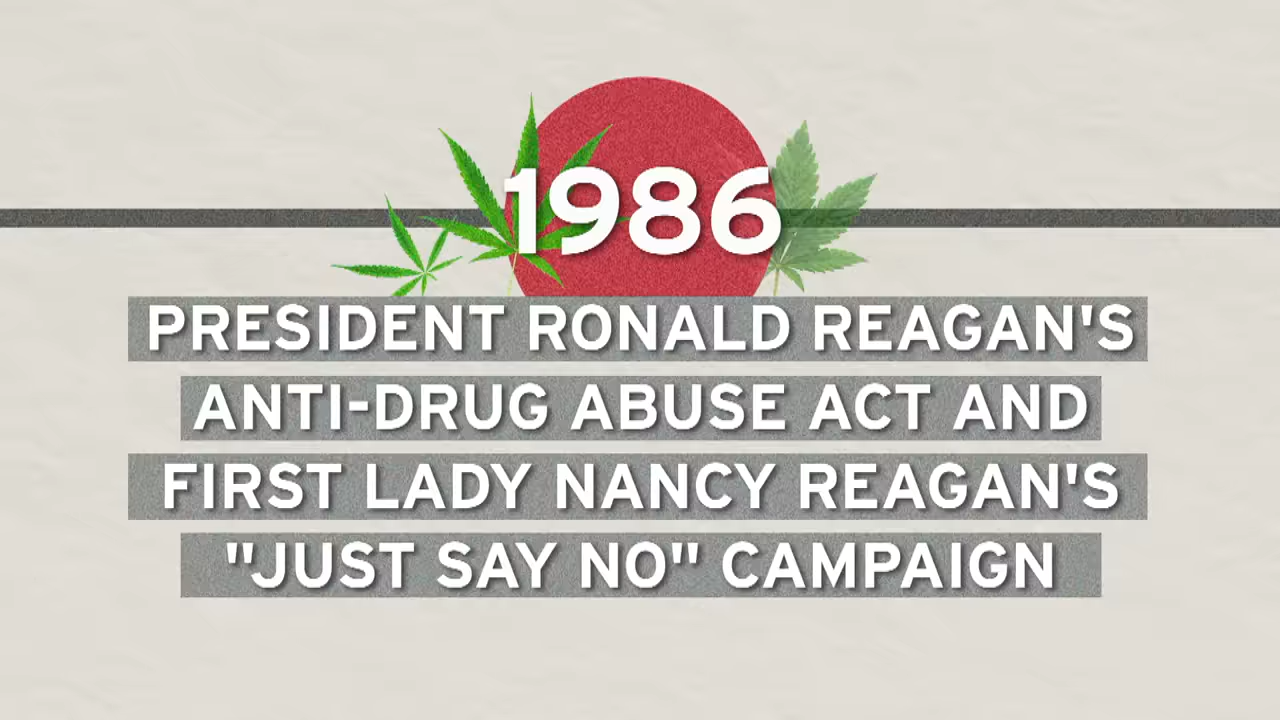 1986
PRESIDENT RONALD REAGAN'S
ANTI-DRUG ABUSE ACT AND
FIRST LADY NANCY REAGAN'S
"JUST SAY NO" CAMPAIGN